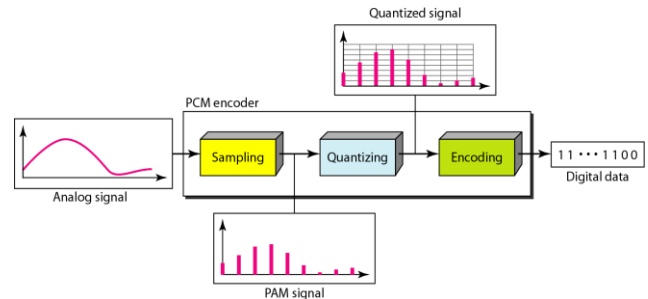 Quantized signal
PCM encoder
Sampling
Quantizing
Encoding
11•••1100
Digital data
Analog signal
PAM signal